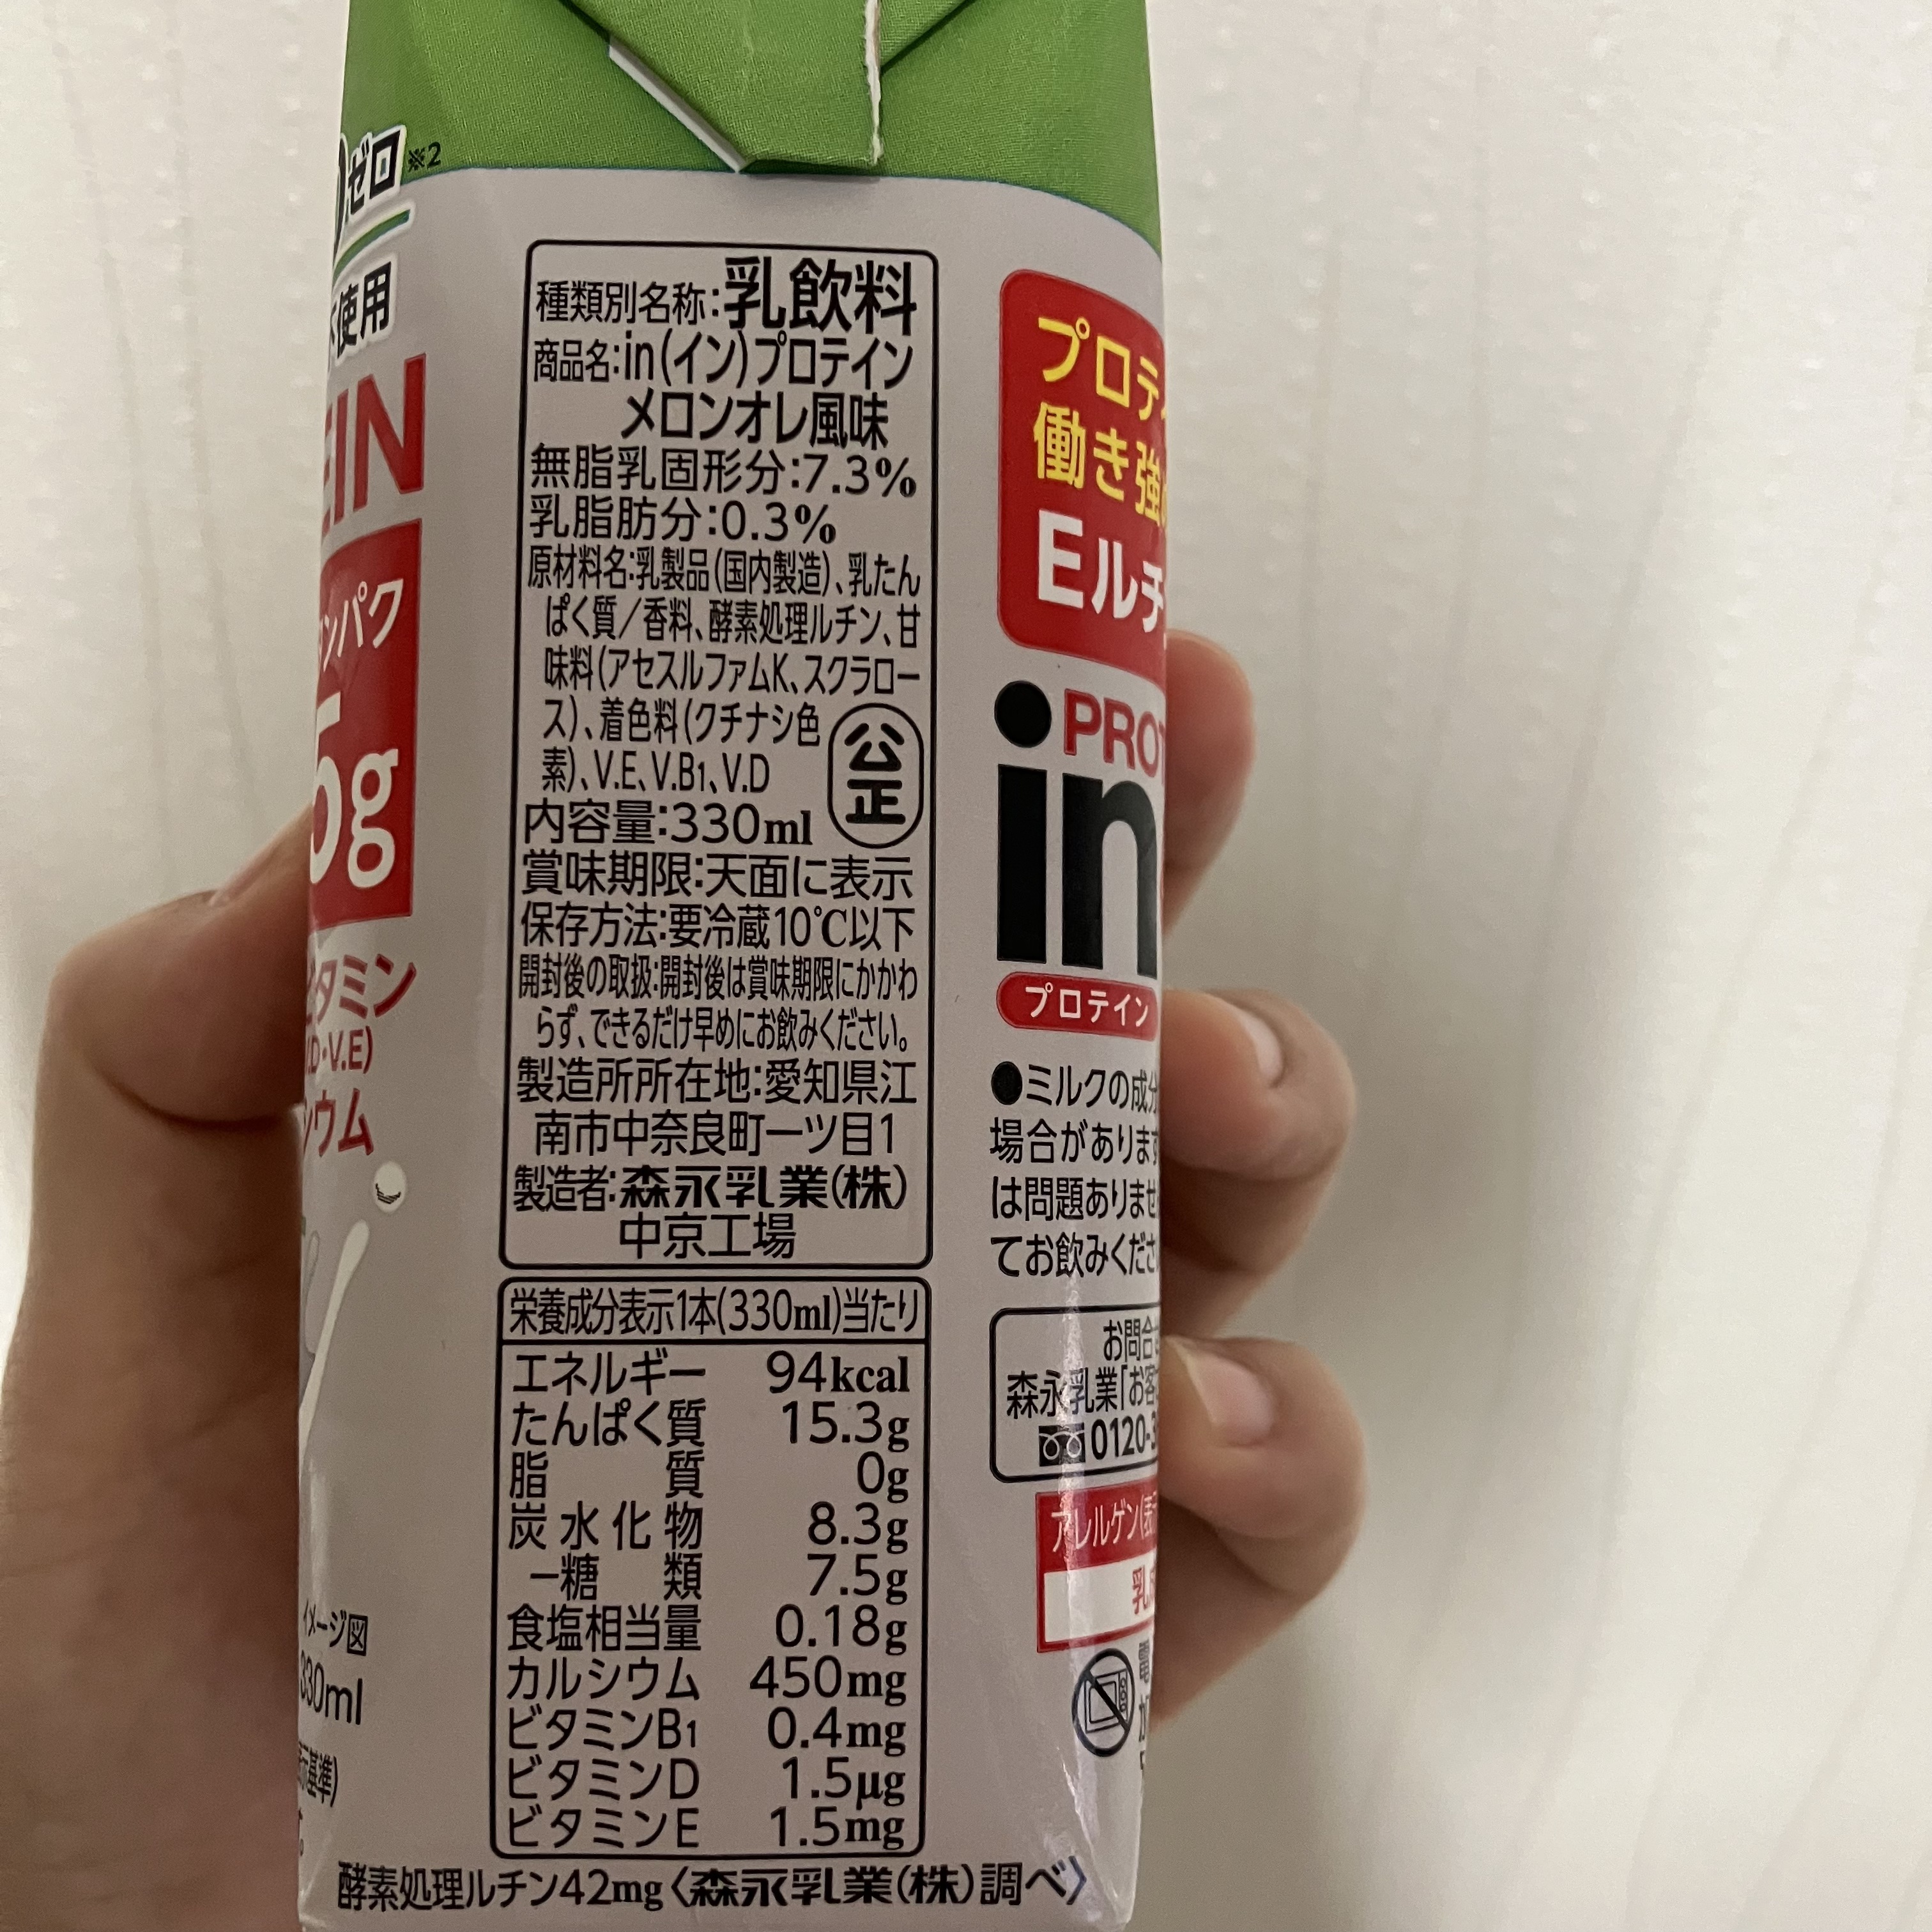 ゼロ※2
使用
EIN
ンパク
5g
タミン
V.E)
ウム
イメージ図
330ml
種類別名称:乳飲料
商品名:in(イン)プロテイン
メロンオレ風味
無脂乳固形分:7.3%
乳脂肪分:0.3%
原材料名:乳製品(国内製造)、乳たん
ぱく質/香料、酵素処理ルチン、甘
味料(アセスルファムK、スクラロー
ス)、着色料(クチナシ色
素)、V.E、V.B1、V.D
公正
内容量:330ml
賞味期限:天面に表示
保存方法:要冷蔵10℃以下
開封後の取扱:開封後は賞味期限にかかわ
らず、できるだけ早めにお飲みください。
製造所所在地:愛知県江
南市中奈良町一ツ目1
製造者:森永乳業(株)
中京工場
栄養成分表示1本(330ml)当たり
エネルギー 94kcal
たんぱく質 15.3g
脂質 0g
炭水化物 8.3g
−糖類 7.5g
食塩相当量 0.18g
カルシウム 450mg
ビタミンB1 0.4mg
ビタミンD 1.5μg
ビタミンE 1.5mg
酵素処理ルチン42mg〈森永乳業(株)調べ〉
プロテ
働き強
Eルチ
PRO
in
プロテイン
●ミルクの成分
場合がありま
は問題ありませ
てお飲みくださ
お問合
森永乳業「お客
0120-3
アレルゲン(表
乳